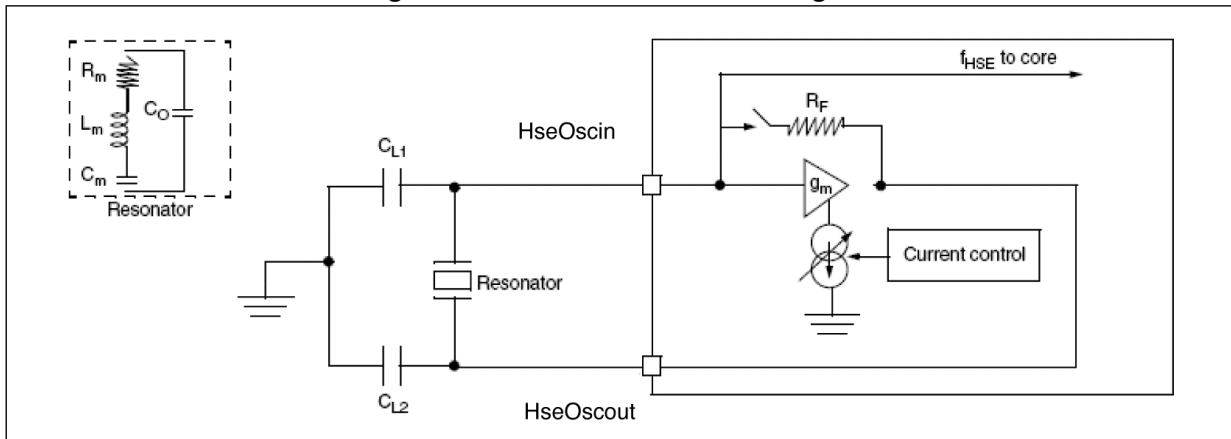 Rm
Lm
CO
Cm
Resonator
CL1
CL2
Resonator
HseOscin
HseOscout
fHSE to core
RF
gm
Current control